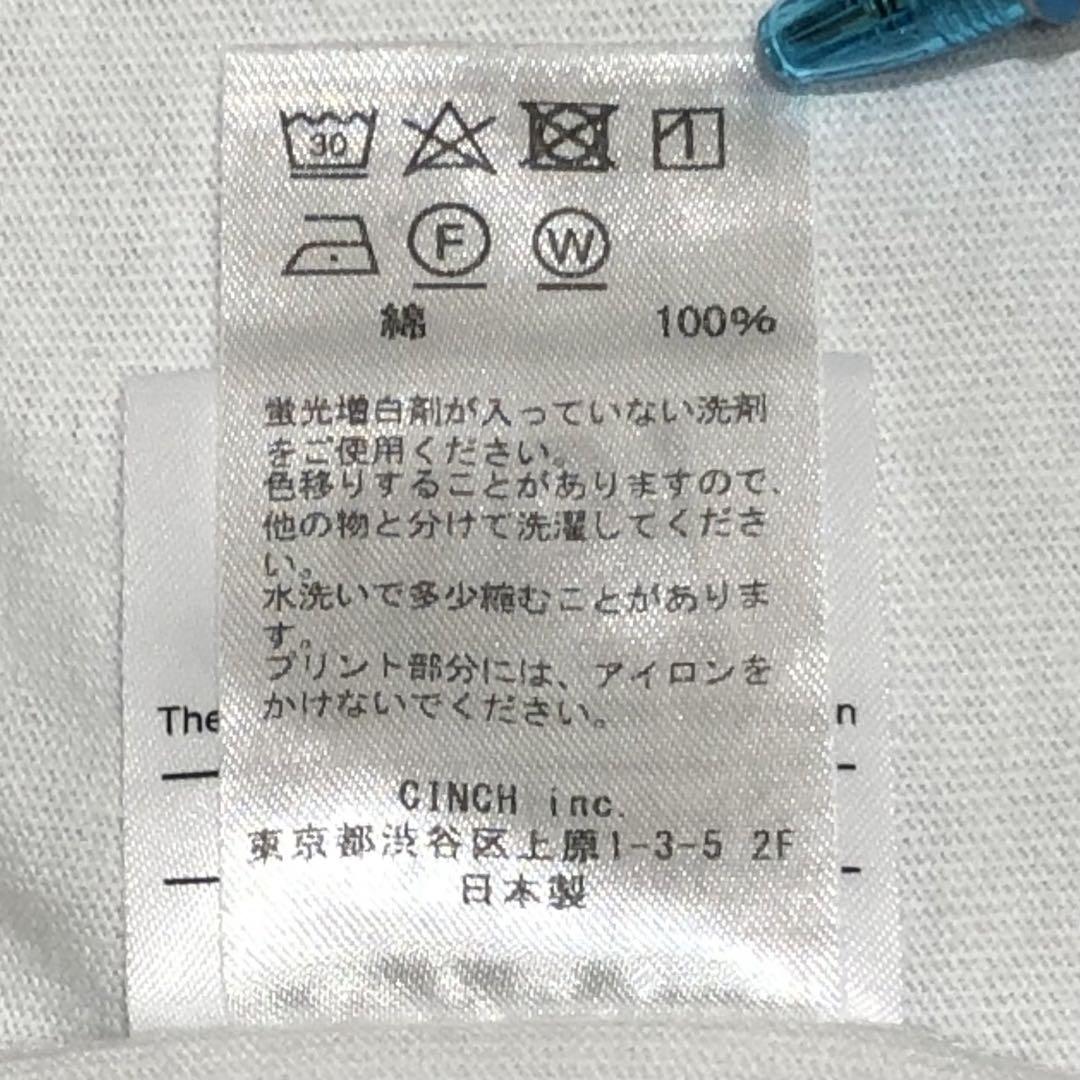 30
F
W
綿 100%
蛍光増白剤が入っていない洗剤
をご使用ください。
色移りすることがありますので、
他の物と分けて洗濯してくださ
い。
水洗いで多少縮むことがありま
す。
プリント部分には、アイロンを
かけないでください。
The
n
CINCH inc.
東京都渋谷区上原1-3-5 2F
日本製